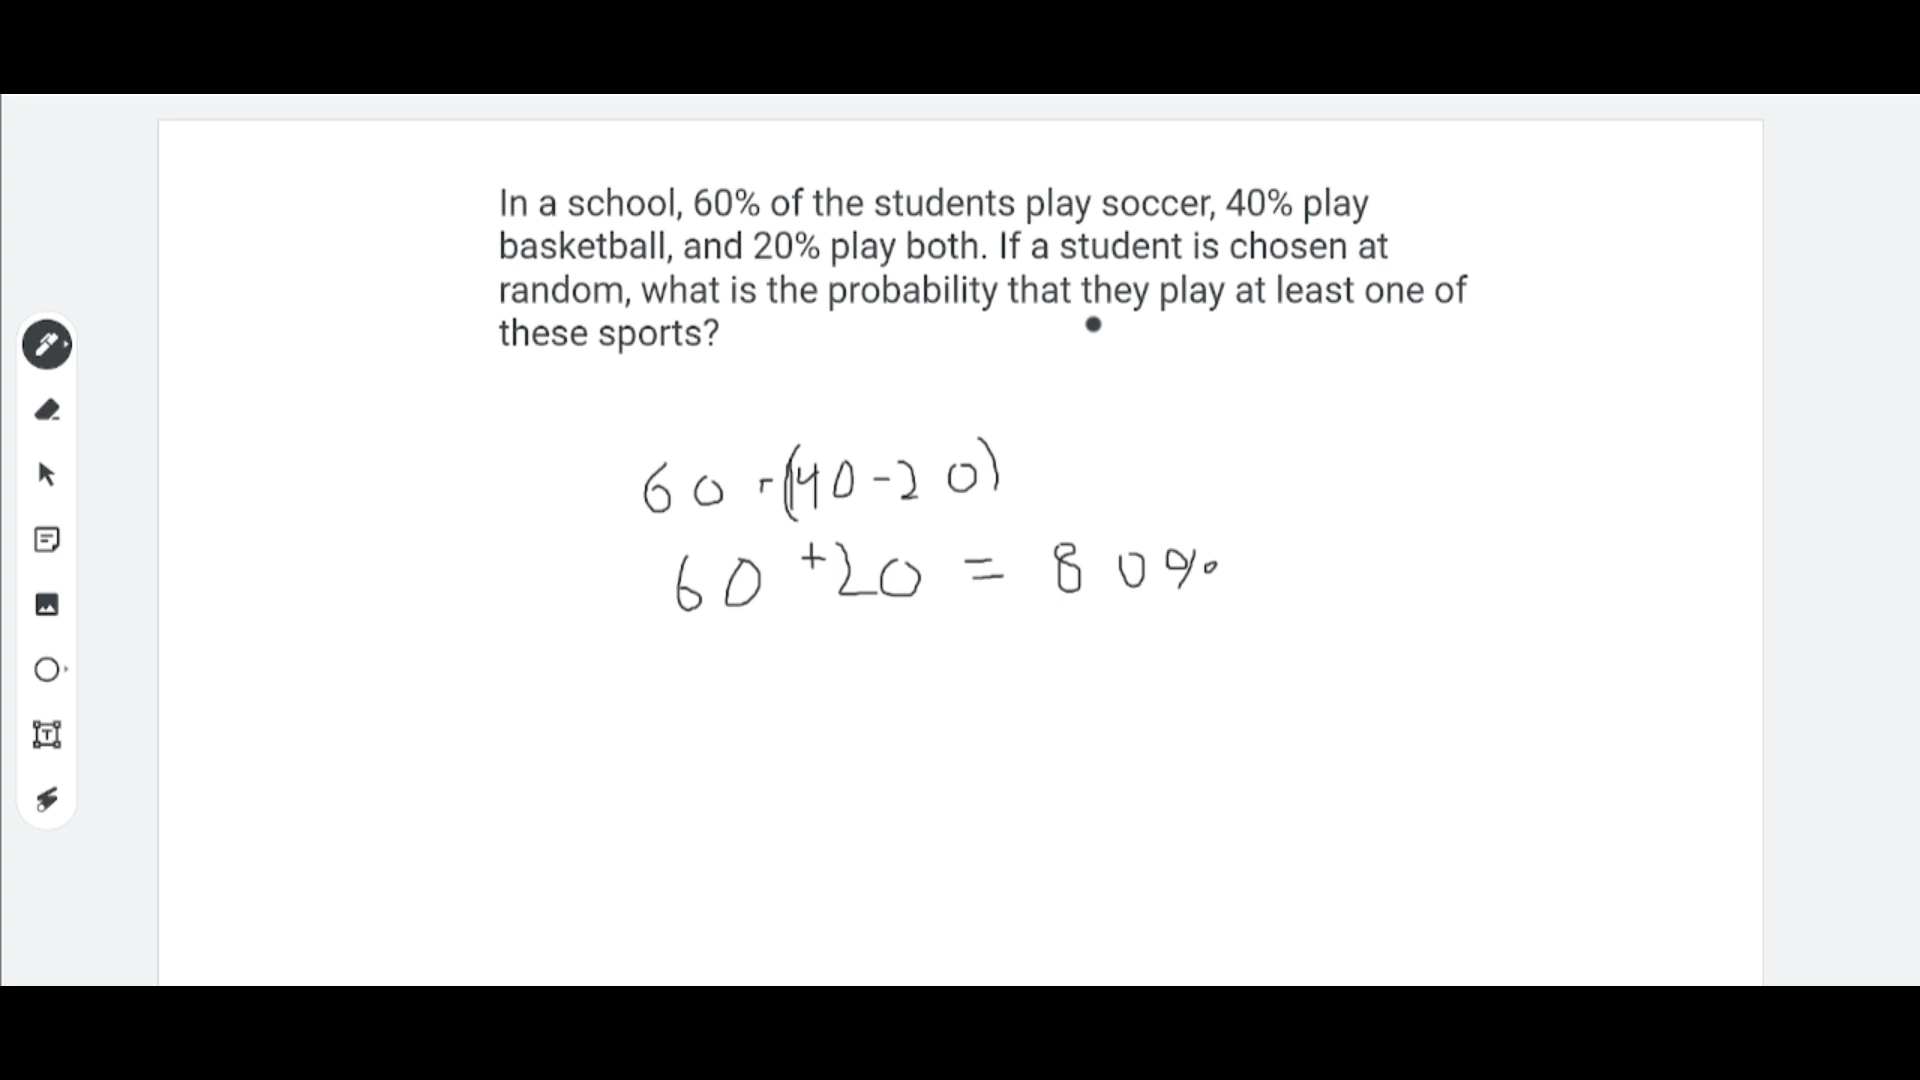 In a school, 60% of the students play soccer, 40% play
basketball, and 20% play both. If a student is chosen at
random, what is the probability that they play at least one of
these sports?
60 - (40-20)
60 +20 = 80%